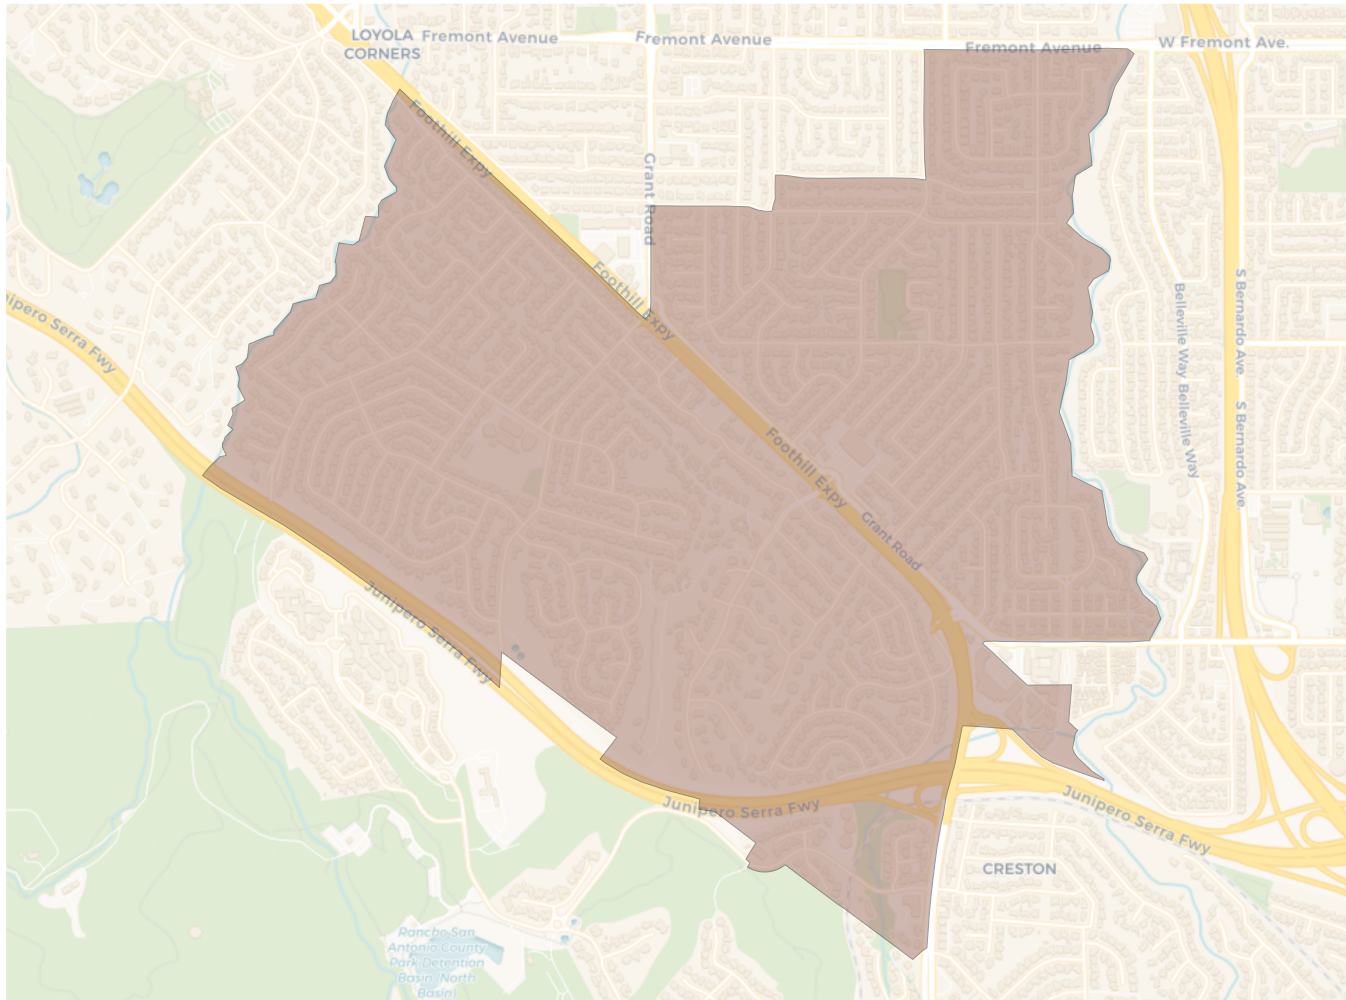 LOYOLA
CORNERS
Fremont Avenue
Fremont Avenue
Fremont Avenue
W Fremont Ave.
Foothill Expy
Grant Road
Foothill Expy
S Bernardo Ave.
Belleville Way
Belleville Way
S Bernardo Ave.
nipero Serra Fwy
Foothill Expy
Grant Road
Junipero Serra Fwy
Junipero Serra Fwy
Junipero Serra Fwy
CRESTON
Rancho San
Antonio County
Park Detention
Basin (North
Basin)